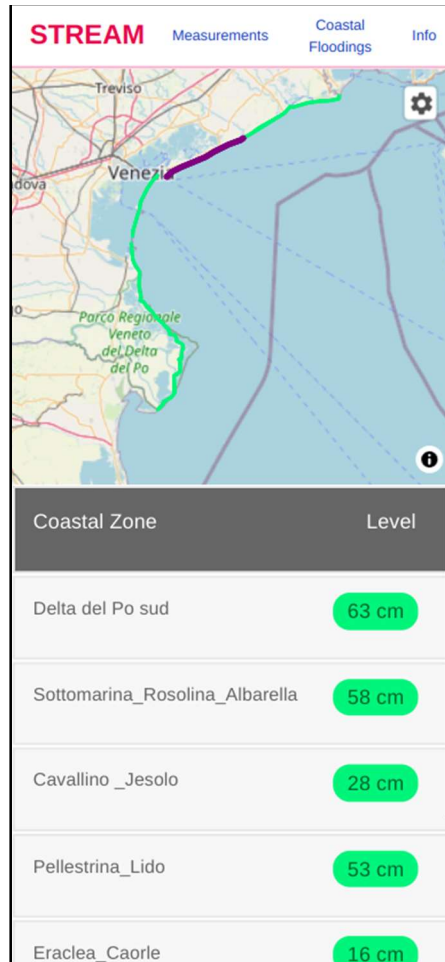 STREAM
Measurements
Coastal
Floodings
Info
Treviso
Venezia
dova
Parco Regionale
Veneto
del Delta
del Po
Coastal Zone Level
Delta del Po sud 63 cm
Sottomarina_Rosolina_Albarella 58 cm
Cavallino _Jesolo 28 cm
Pellestrina_Lido 53 cm
Eraclea_Caorle 16 cm